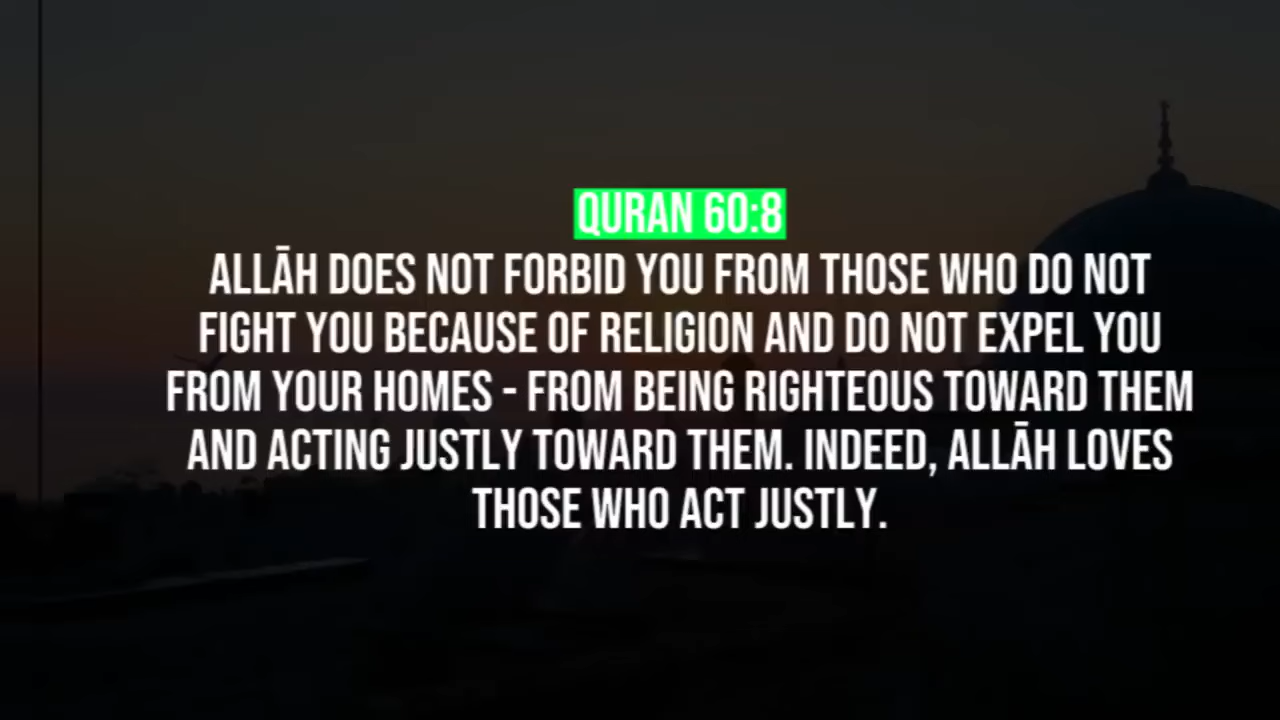 QURAN 60:8
ALLĀH DOES NOT FORBID YOU FROM THOSE WHO DO NOT
FIGHT YOU BECAUSE OF RELIGION AND DO NOT EXPEL YOU
FROM YOUR HOMES - FROM BEING RIGHTEOUS TOWARD THEM
AND ACTING JUSTLY TOWARD THEM. INDEED, ALLĀH LOVES
THOSE WHO ACT JUSTLY.